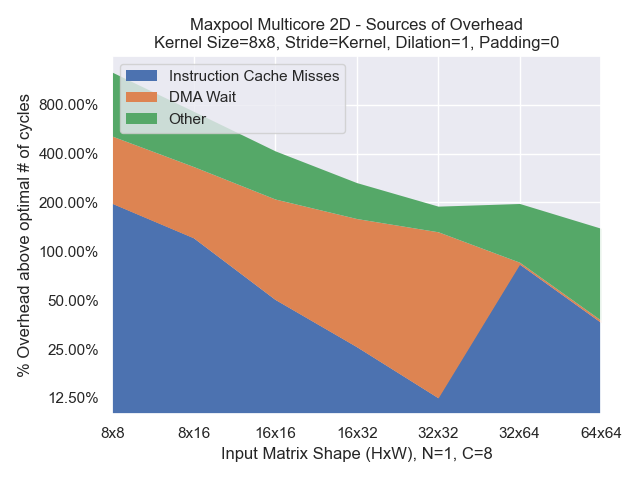 Maxpool Multicore 2D - Sources of Overhead
Kernel Size=8x8, Stride=Kernel, Dilation=1, Padding=0
Instruction Cache Misses
DMA Wait
Other
% Overhead above optimal # of cycles
800.00%
400.00%
200.00%
100.00%
50.00%
25.00%
12.50%
8x8 8x16 16x16 16x32 32x32 32x64 64x64
Input Matrix Shape (HxW), N=1, C=8